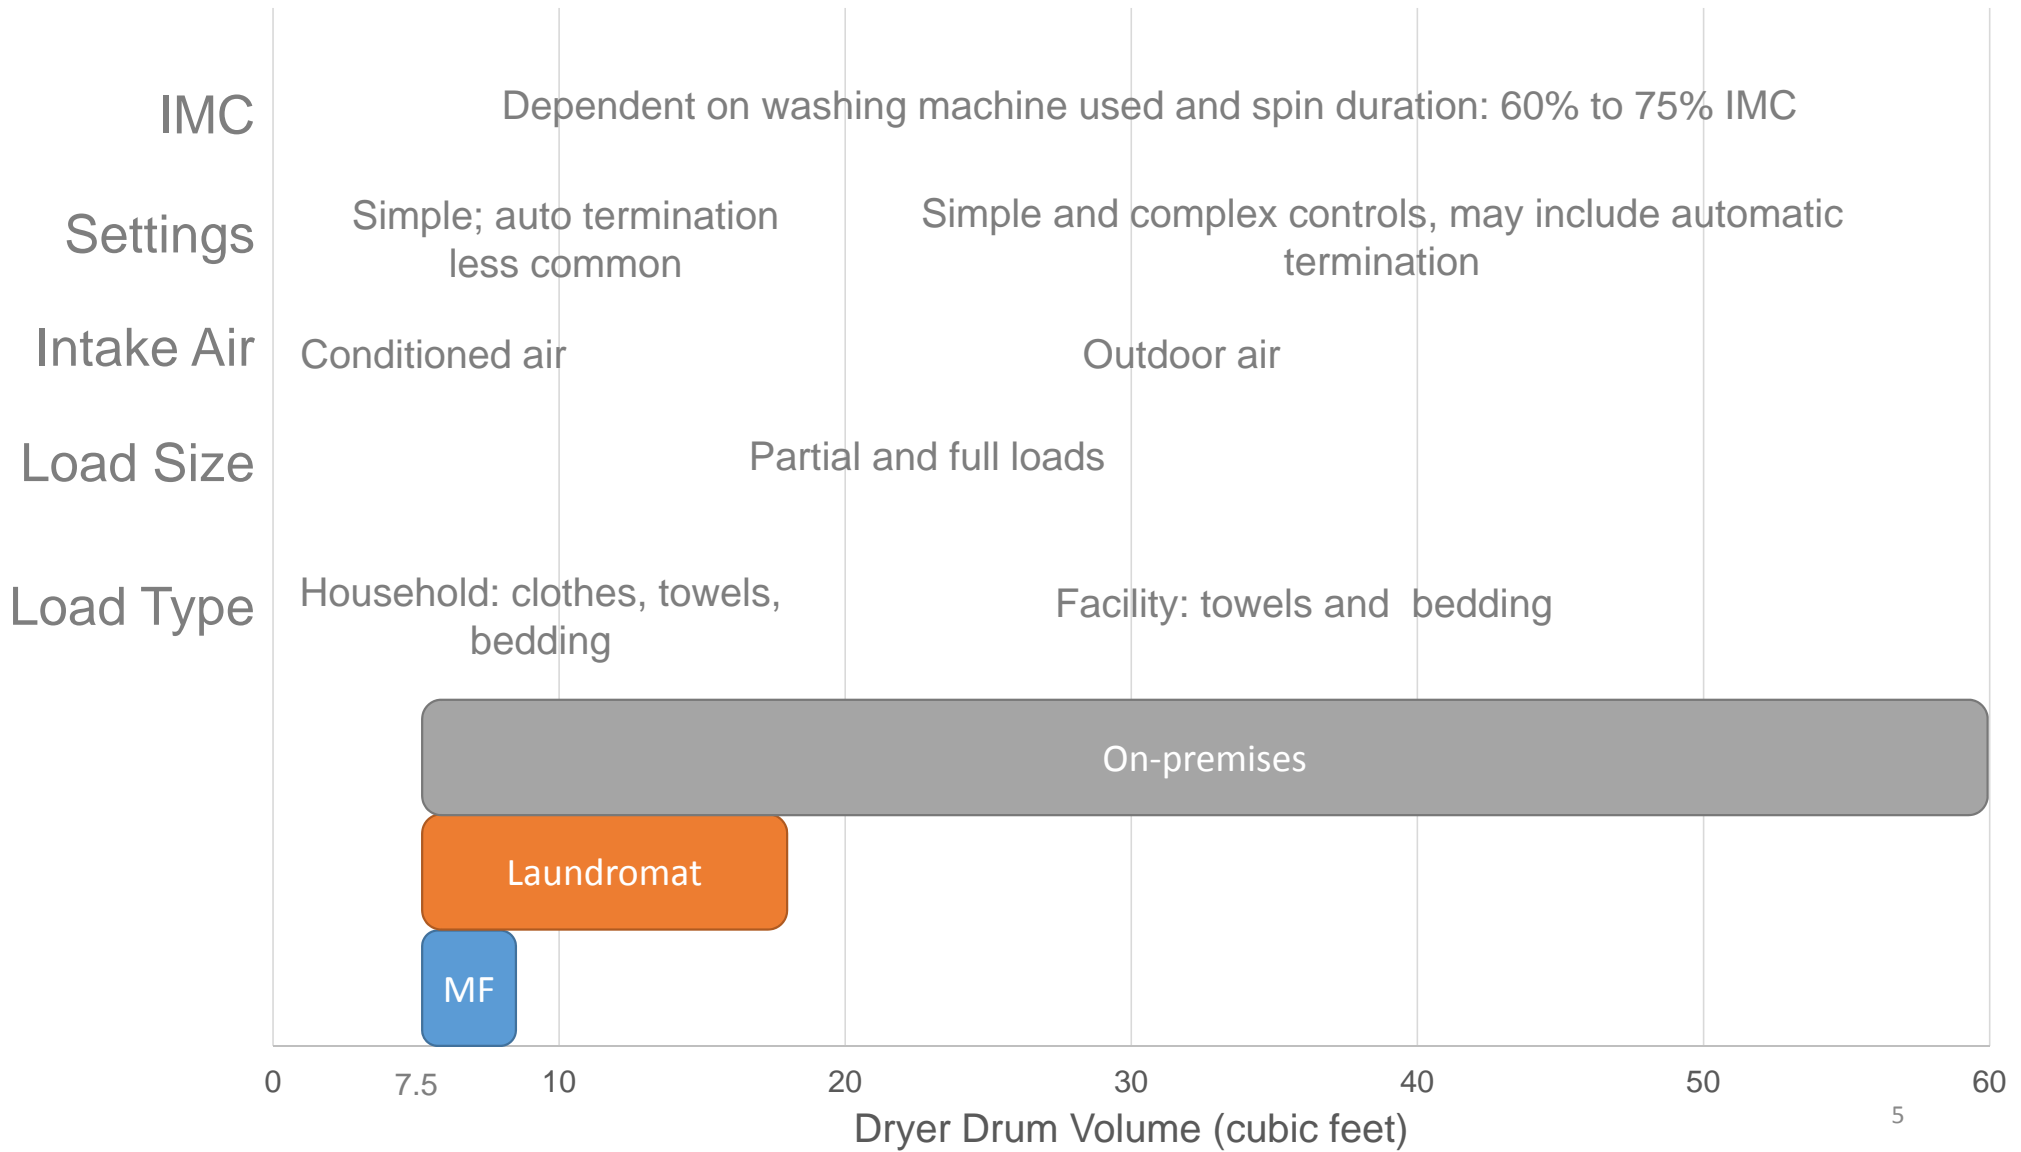 IMC
Dependent on washing machine used and spin duration: 60% to 75% IMC
Settings
Simple; auto termination
less common
Simple and complex controls, may include automatic
termination
Intake Air
Conditioned air
Outdoor air
Load Size
Partial and full loads
Load Type
Household: clothes, towels,
bedding
Facility: towels and  bedding
On-premises
Laundromat
MF
0
7.5
10
20
30
40
50
60
Dryer Drum Volume (cubic feet)
5